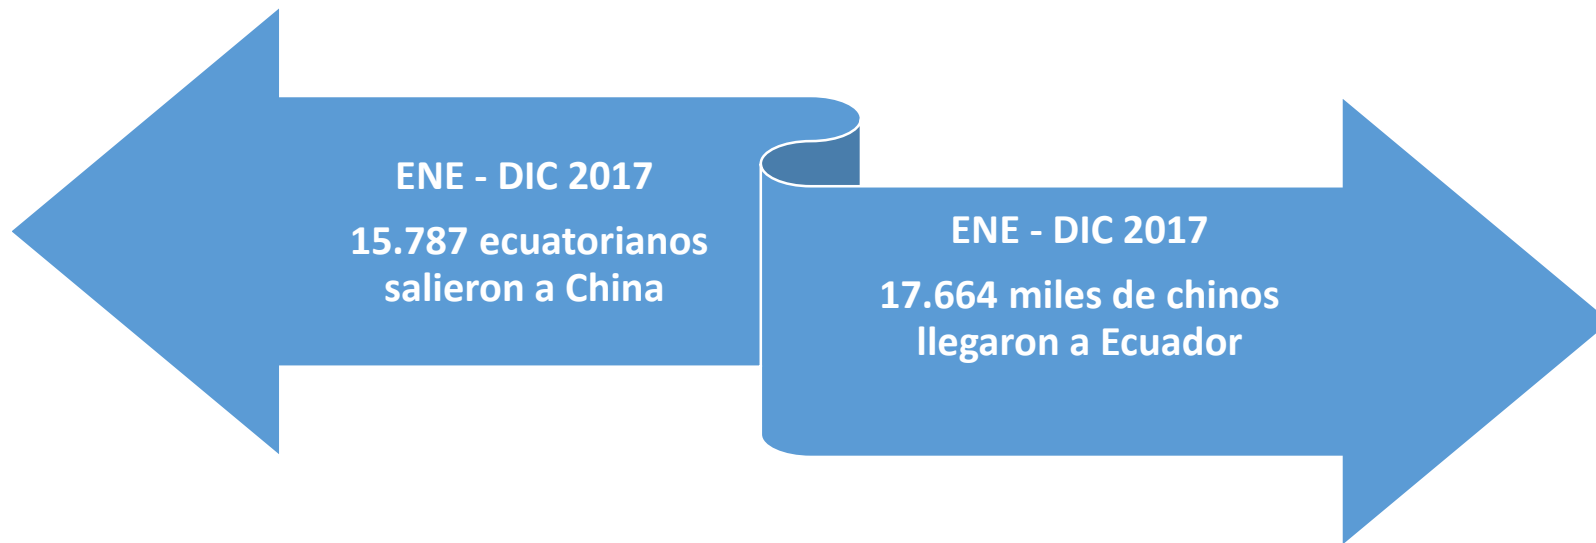 ENE - DIC 2017
15.787 ecuatorianos
salieron a China
ENE - DIC 2017
17.664 miles de chinos
llegaron a Ecuador